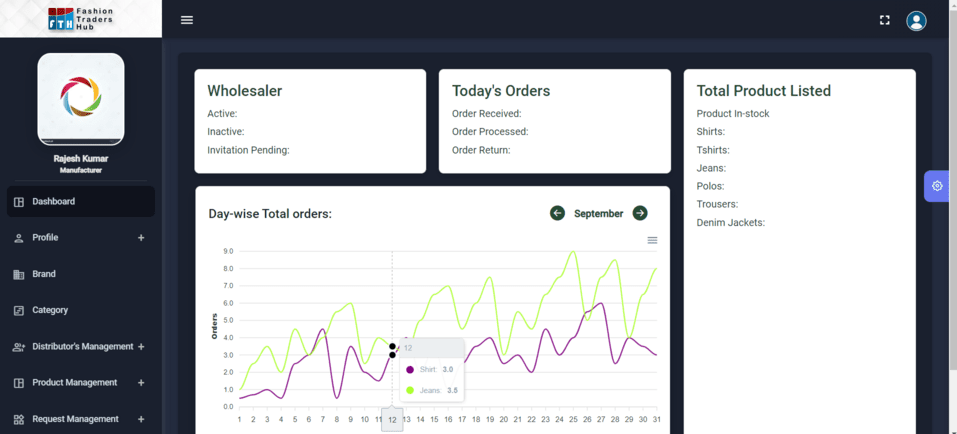 Fashion
Traders
Hub
FTH
Rajesh Kumar
Manufacturer
Dashboard
Profile
Brand
Category
Distributor's Management
Product Management
Request Management
Wholesaler
Active:
Inactive:
Invitation Pending:
Today's Orders
Order Received:
Order Processed:
Order Return:
Total Product Listed
Product In-stock
Shirts:
Tshirts:
Jeans:
Polos:
Trousers:
Denim Jackets:
Day-wise Total orders:
September
Orders
9.0
8.0
7.0
6.0
5.0
4.0
3.0
2.0
1.0
0.0
12
Shirt: 3.0
Jeans: 3.5
1 2 3 4 5 6 7 8 9 10 11 12 13 14 15 16 17 18 19 20 21 22 23 24 25 26 27 28 29 30 31